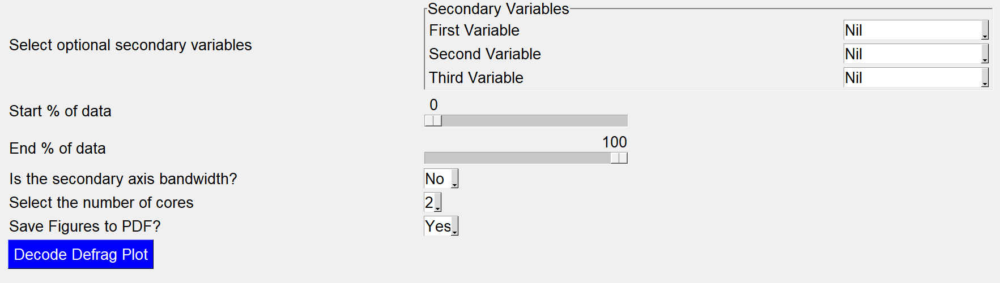 Secondary Variables
Select optional secondary variables
First Variable Nil
Second Variable Nil
Third Variable Nil
Start % of data 0
End % of data 100
Is the secondary axis bandwidth? No
Select the number of cores 2
Save Figures to PDF? Yes
Decode Defrag Plot